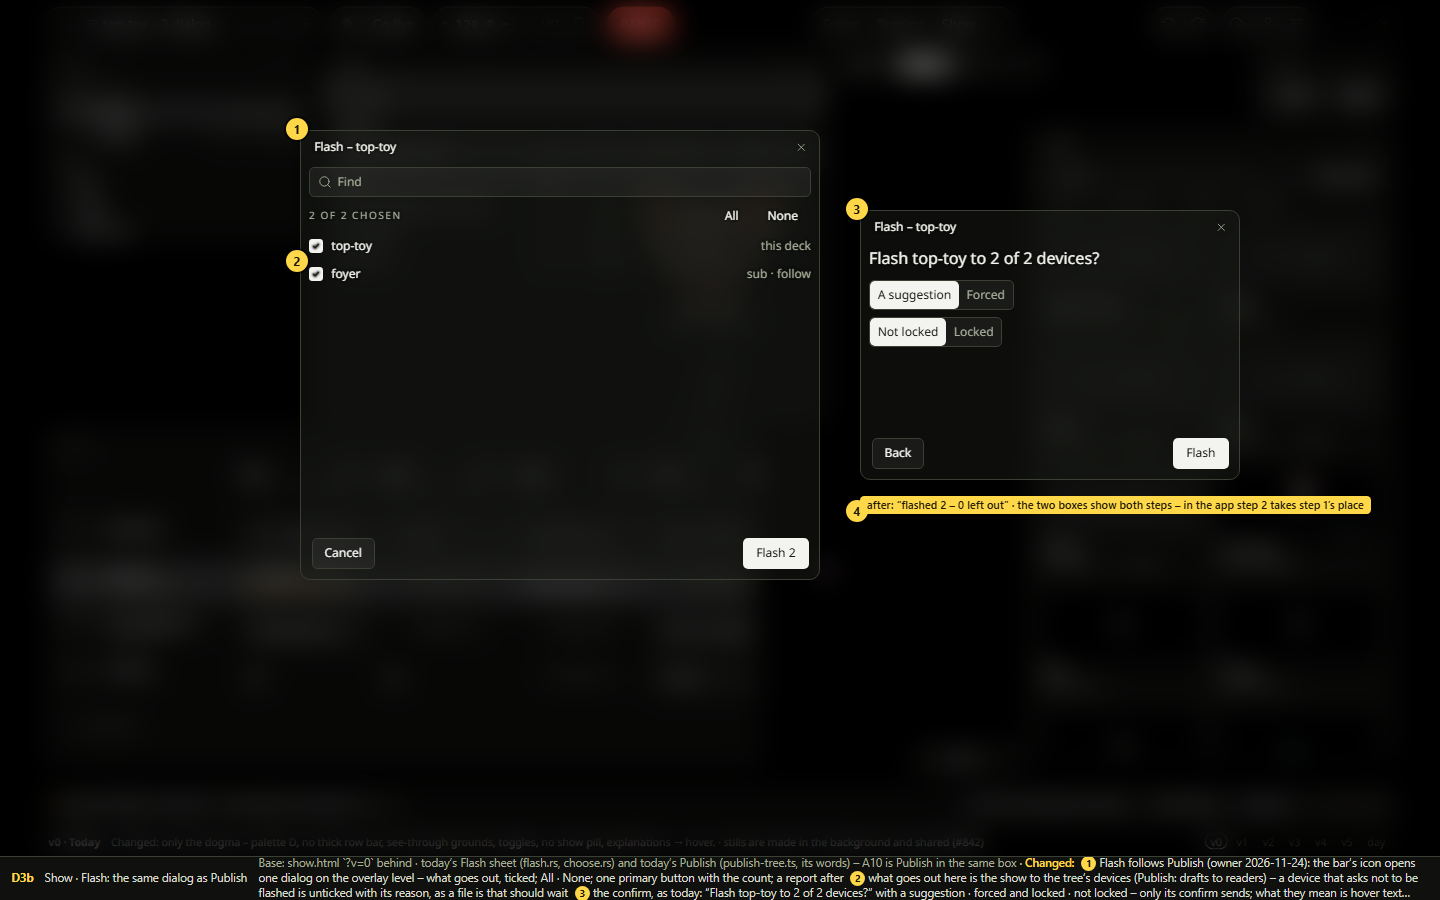 1
Flash – top-toy
Find
2 OF 2 CHOSEN
All
None
top-toy
this deck
2
foyer
sub · follow
Cancel
Flash 2
3
Flash – top-toy
Flash top-toy to 2 of 2 devices?
A suggestion
Forced
Not locked
Locked
Back
Flash
4
after: “flashed 2 – 0 left out” · the two boxes show both steps – in the app step 2 takes step 1’s place
v0 · Today Changed: only the dogma – palette D, no thick row bar, see-through grounds, toggles, no show pill, explanations → hover. · stills are made in the background and shared (#842)
v0 v1 v2 v3 v4 v5 day
D3b Show · Flash: the same dialog as Publish
Base: show.html `?v=0` behind · today’s Flash sheet (flash.rs, choose.rs) and today’s Publish (publish-tree.ts, its words) – A10 is Publish in the same box · Changed: 1 Flash follows Publish (owner 2026-11-24): the bar’s icon opens
one dialog on the overlay level – what goes out, ticked; All · None; one primary button with the count; a report after 2 what goes out here is the show to the tree’s devices (Publish: drafts to readers) – a device that asks not to be
flashed is unticked with its reason, as a file is that should wait 3 the confirm, as today: “Flash top-toy to 2 of 2 devices?” with a suggestion · forced and locked · not locked – only its confirm sends; what they mean is hover text…